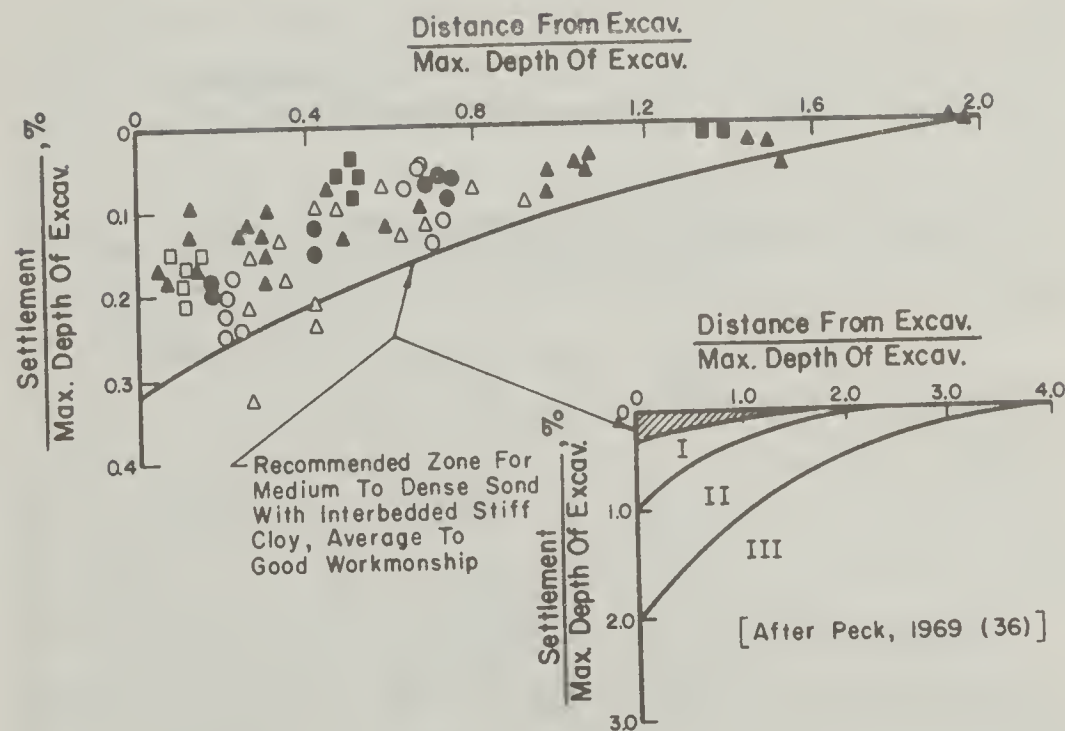 Distance From Excav.
Max. Depth Of Excav.
0 0.4 0.8 1.2 1.6 2.0
Settlement , %
Max. Depth Of Excav.
0
0.1
0.2
0.3
0.4
Recommended Zone For
Medium To Dense Sond
With Interbedded Stiff
Cloy, Average To
Good Workmonship
Distance From Excav.
Max. Depth Of Excav.
0 1.0 2.0 3.0 4.0
Settlement , %
Max. Depth Of Excav.
0
1.0
2.0
3.0
I
II
III
[After Peck, 1969 (36)]